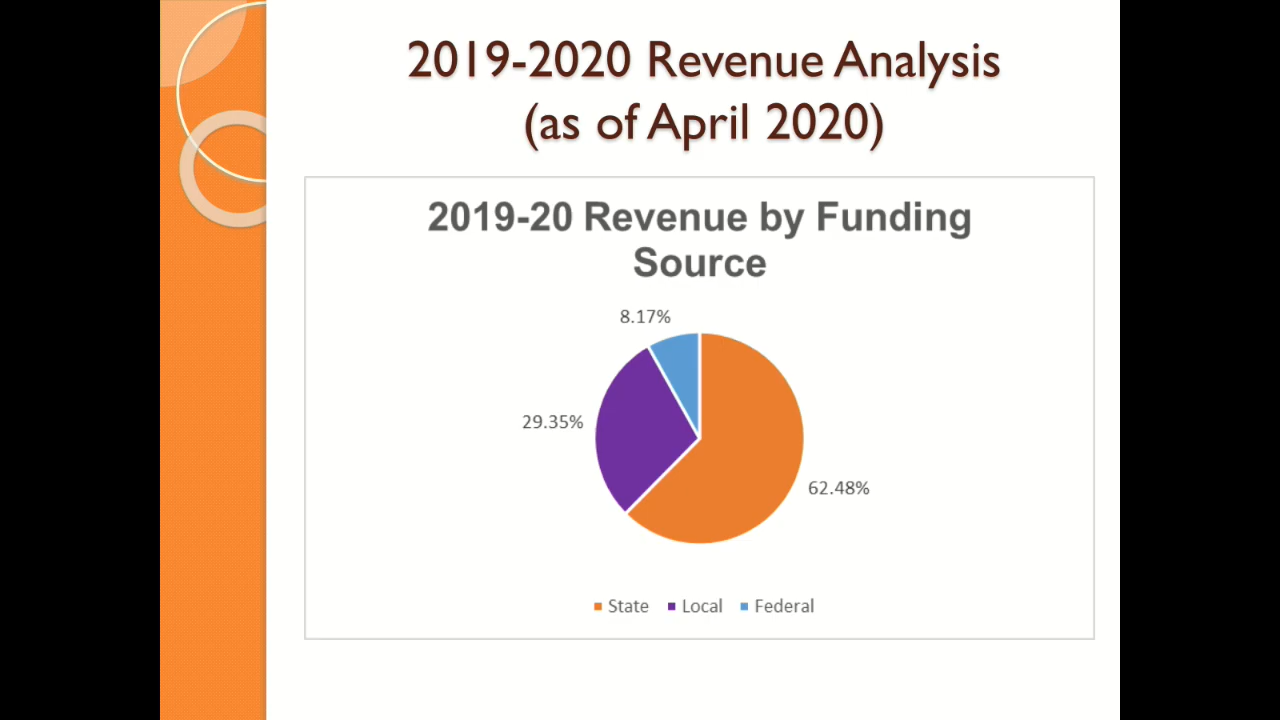 2019-2020 Revenue Analysis
(as of April 2020)
2019-20 Revenue by Funding
Source
8.17%
29.35%
62.48%
State Local Federal